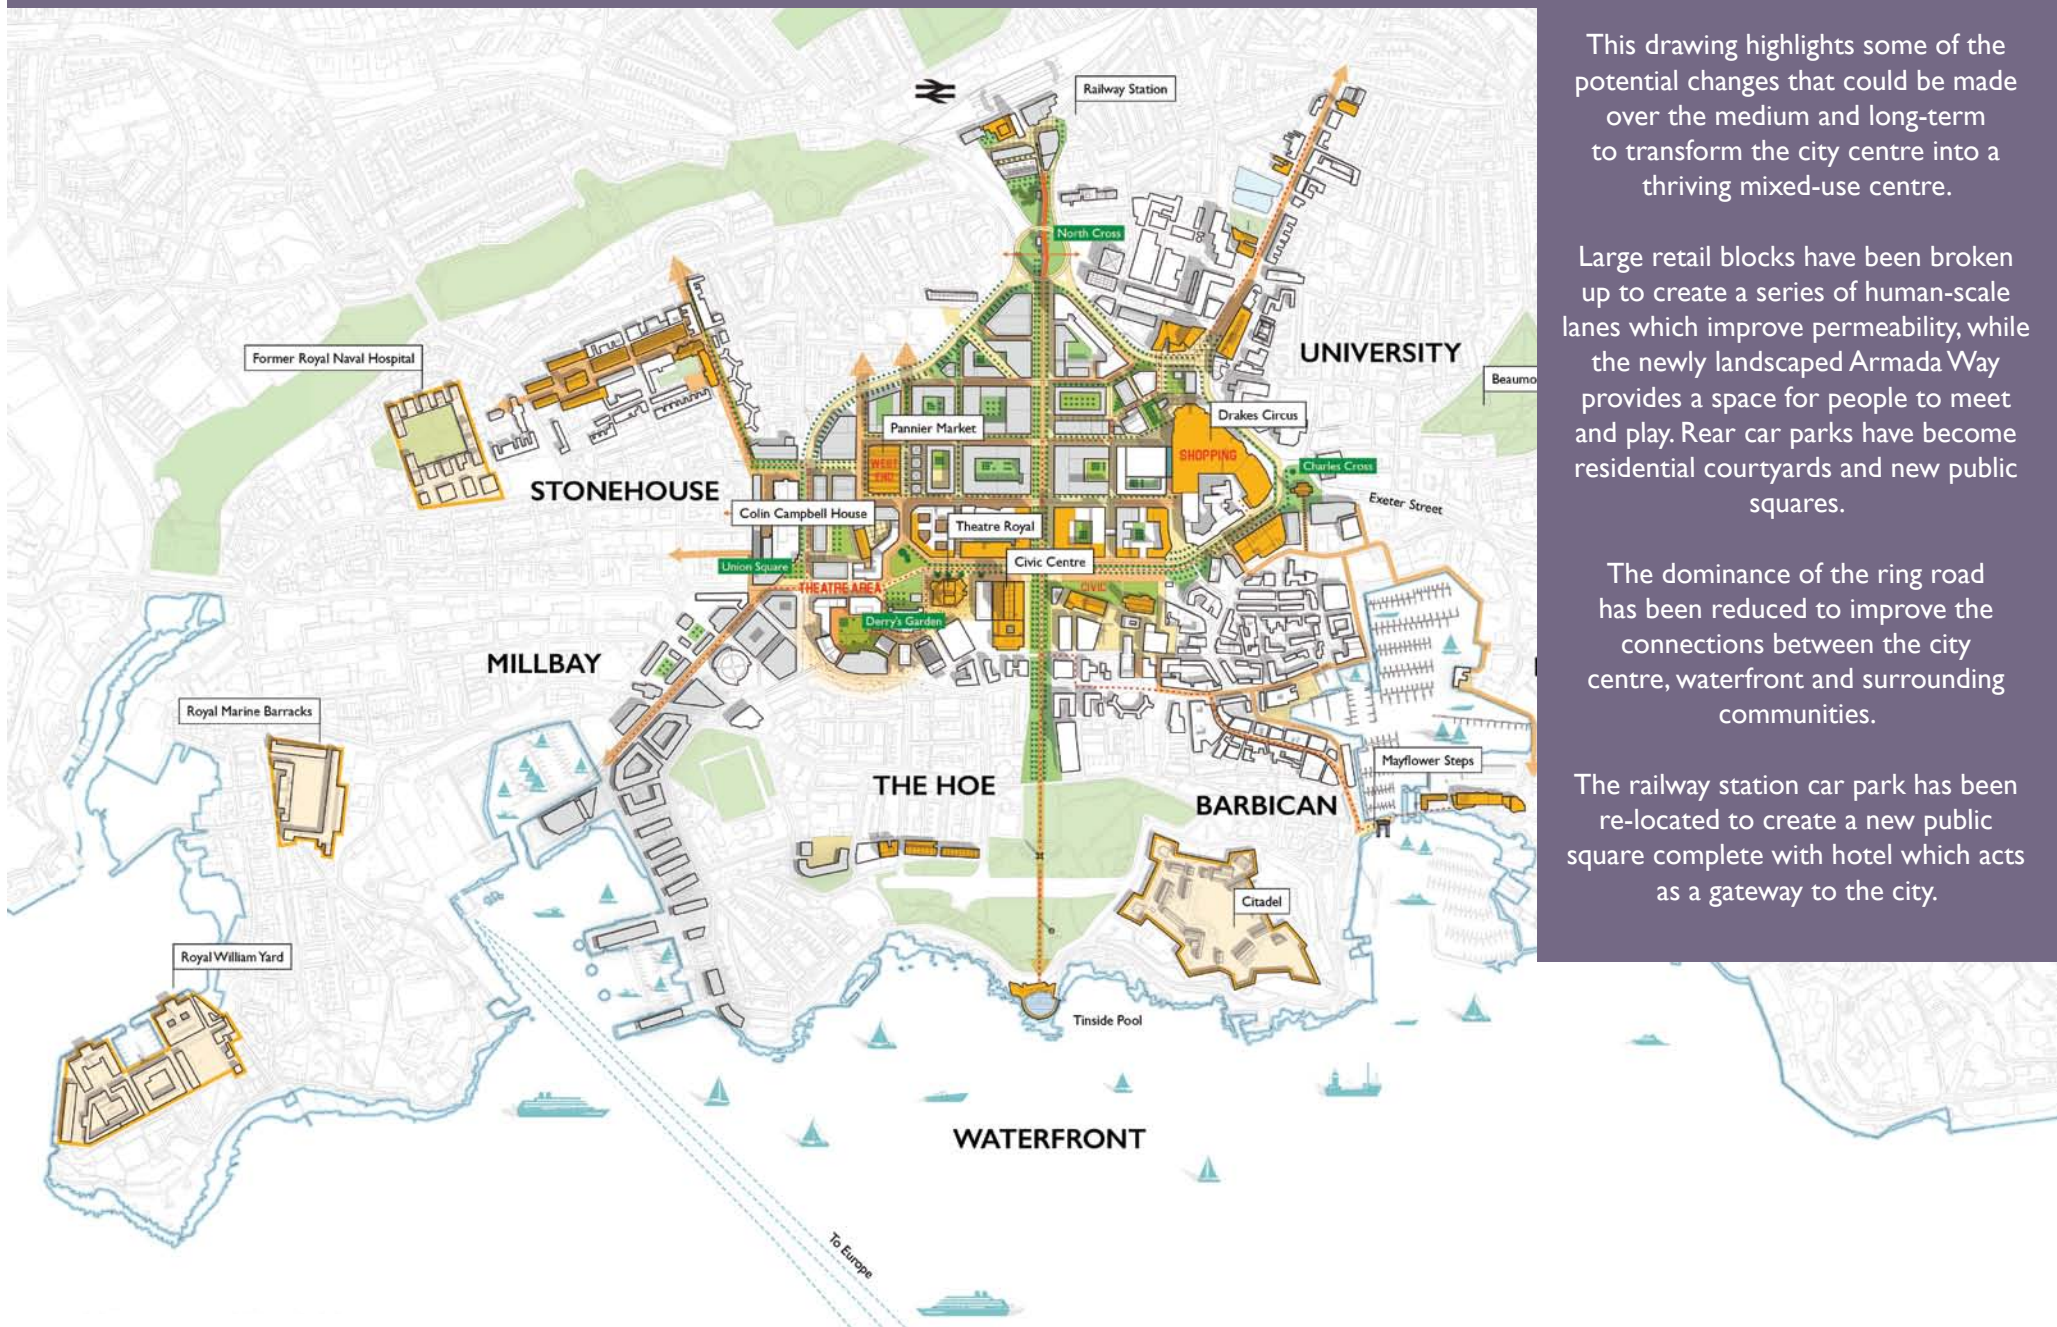 This drawing highlights some of the
potential changes that could be made
over the medium and long-term
to transform the city centre into a
thriving mixed-use centre.
Large retail blocks have been broken
up to create a series of human-scale
lanes which improve permeability, while
the newly landscaped Armada Way
provides a space for people to meet
and play. Rear car parks have become
residential courtyards and new public
squares.
The dominance of the ring road
has been reduced to improve the
connections between the city
centre, waterfront and surrounding
communities.
The railway station car park has been
re-located to create a new public
square complete with hotel which acts
as a gateway to the city.
Railway Station
North Cross
Former Royal Naval Hospital
UNIVERSITY
Beaumo
Drakes Circus
Pannier Market
SHOPPING
WEST
END
Charles Cross
STONEHOUSE
Exeter Street
Colin Campbell House
Theatre Royal
Civic Centre
Union Square
THEATRE AREA
CIVIC
Derry's Garden
MILLBAY
Royal Marine Barracks
Mayflower Steps
THE HOE
BARBICAN
Citadel
Royal William Yard
Tinside Pool
WATERFRONT
To Europe